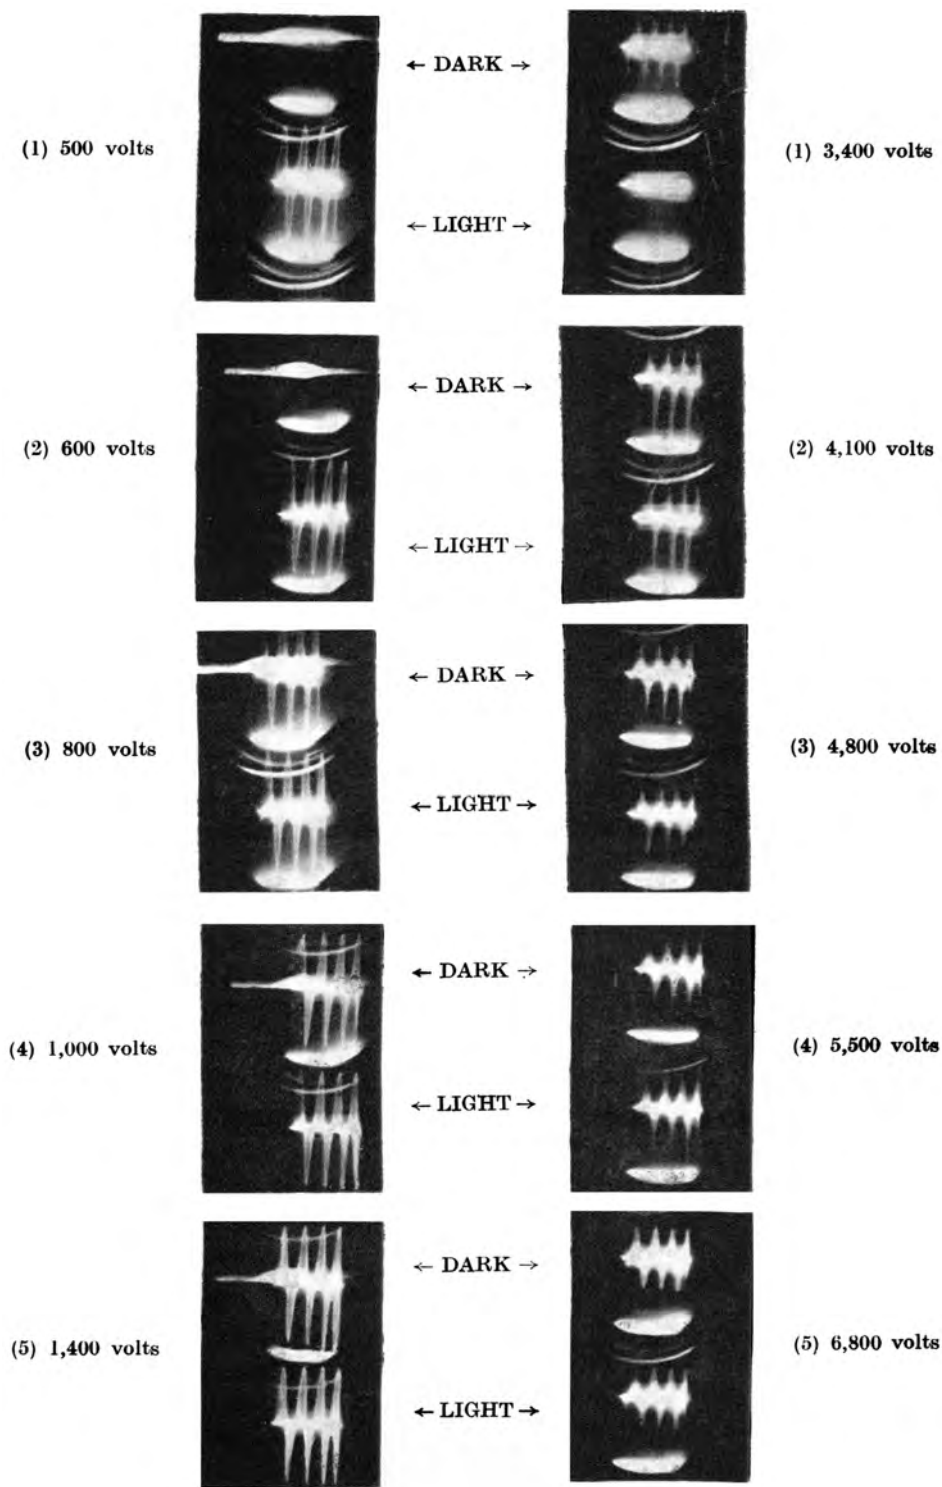 ← DARK →
(1) 500 volts
(1) 3,400 volts
← LIGHT →
← DARK →
(2) 600 volts
(2) 4,100 volts
← LIGHT →
← DARK →
(3) 800 volts
(3) 4,800 volts
← LIGHT →
← DARK →
(4) 1,000 volts
(4) 5,500 volts
← LIGHT →
← DARK →
(5) 1,400 volts
(5) 6,800 volts
← LIGHT →